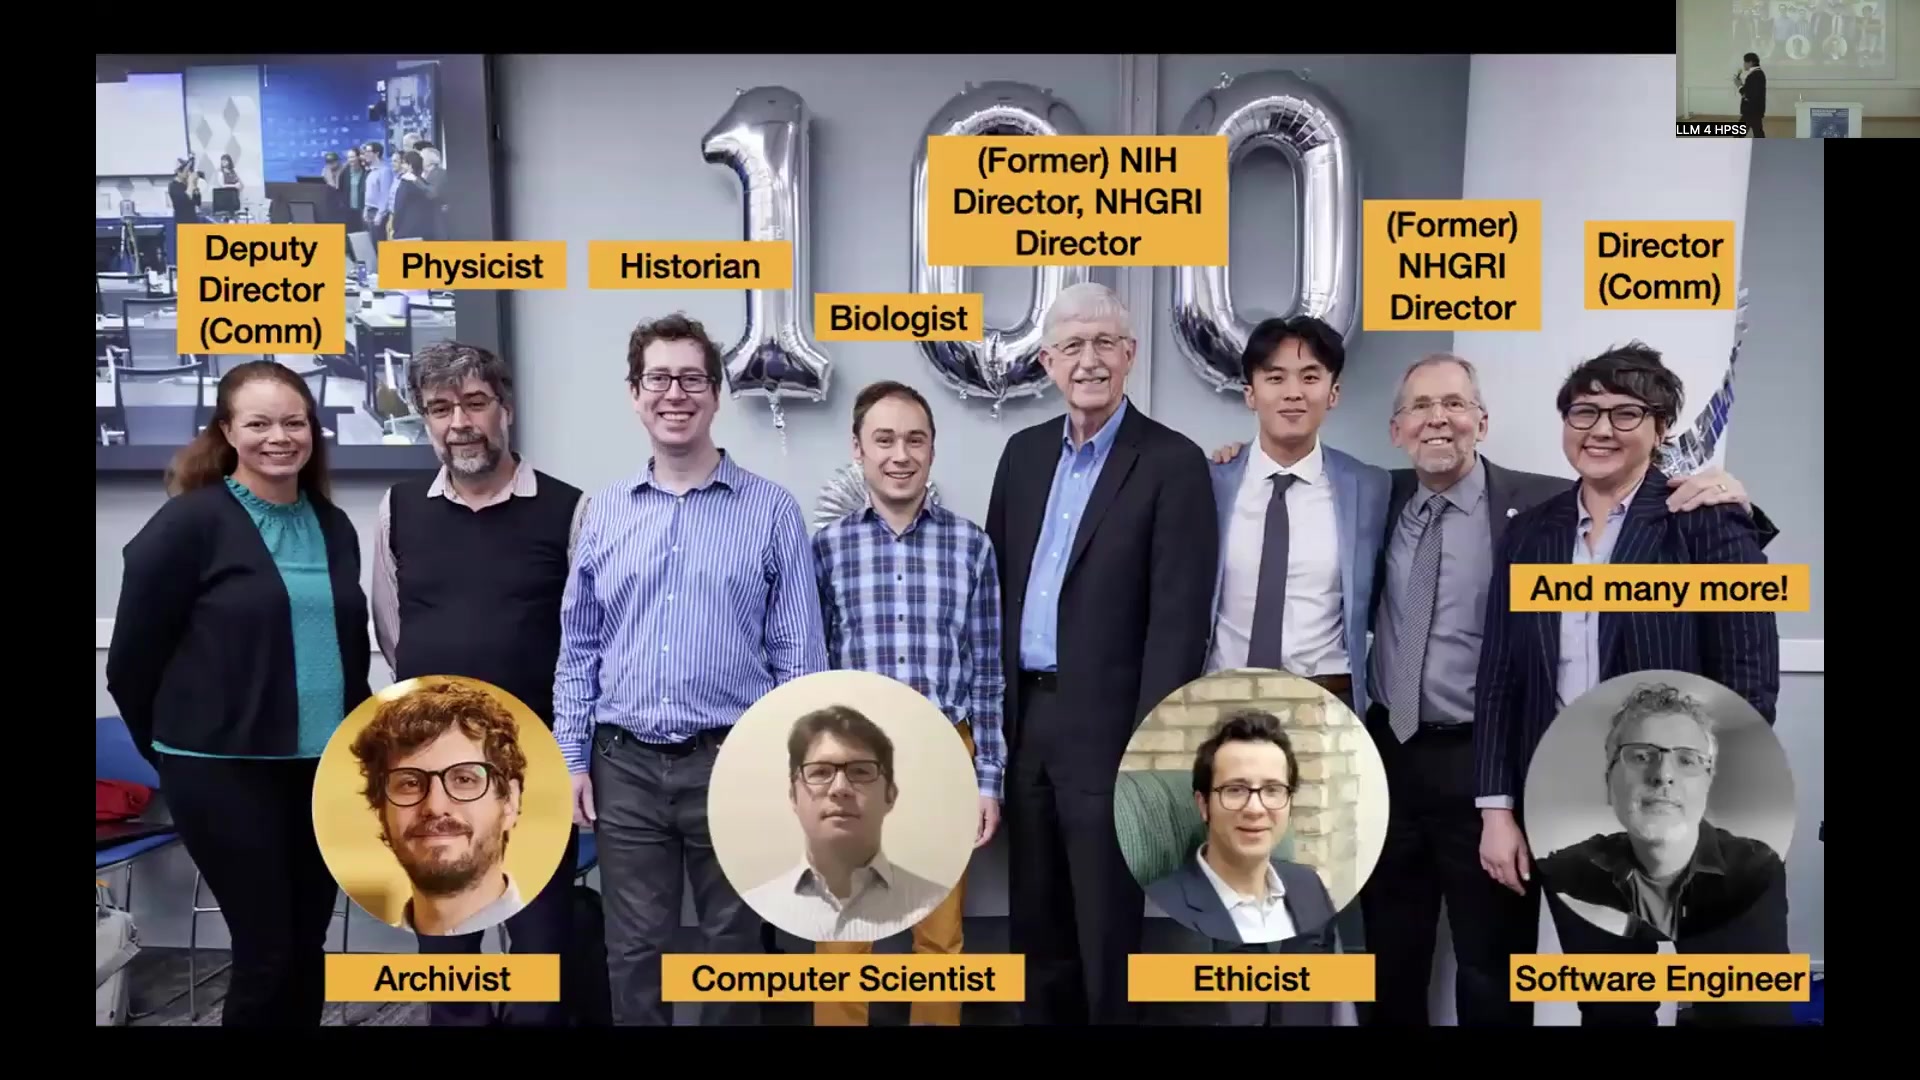 LLM 4 HPSS
100
(Former) NIH
Director, NHGRI
Director
Deputy
Director
(Comm)
Physicist
Historian
Biologist
(Former)
NHGRI
Director
Director
(Comm)
And many more!
Archivist
Computer Scientist
Ethicist
Software Engineer